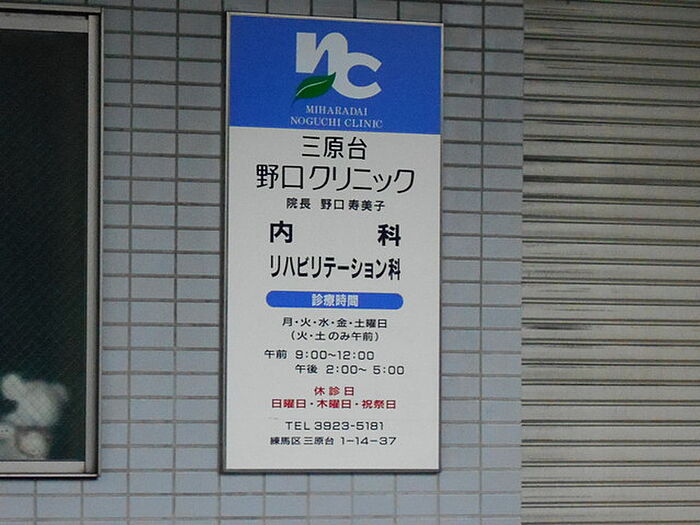 nc
MIHARADAI
NOGUCHI CLINIC
三原台
野口クリニック
院長 野口 寿美子
内 科
リハビリテーション科
診療時間
月・火・水・金・土曜日
（火・土のみ午前）
午前 9:00～12:00
午後 2:00～ 5:00
休診日
日曜日・木曜日・祝祭日
TEL 3923-5181
練馬区 三原台 1-14-37